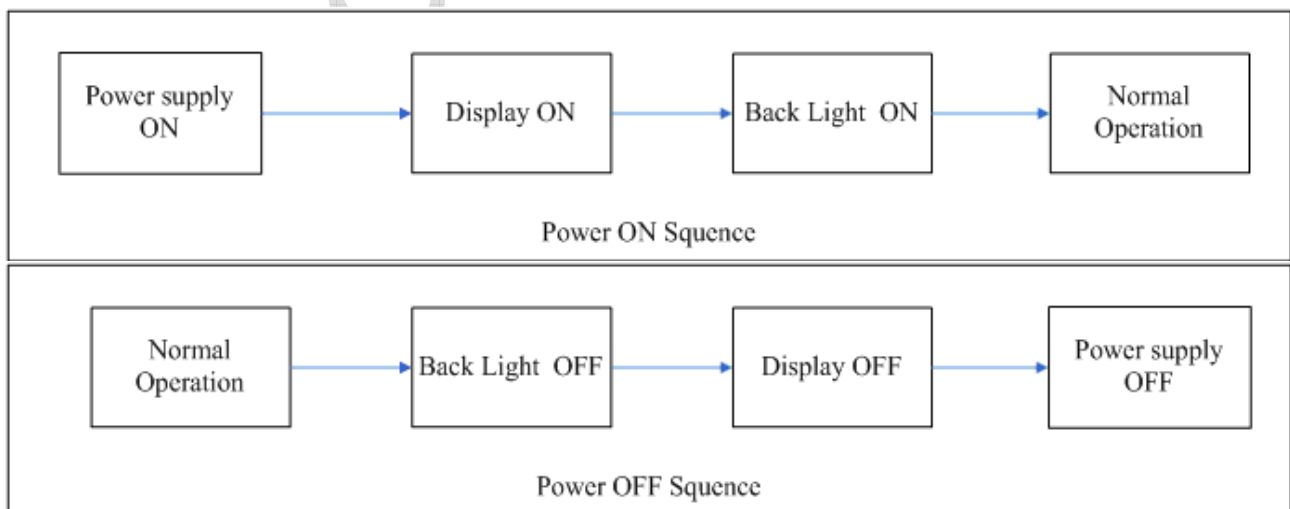 Power supply
ON
Display ON
Back Light ON
Normal
Operation
Power ON Squence
Normal
Operation
Back Light OFF
Display OFF
Power supply
OFF
Power OFF Squence